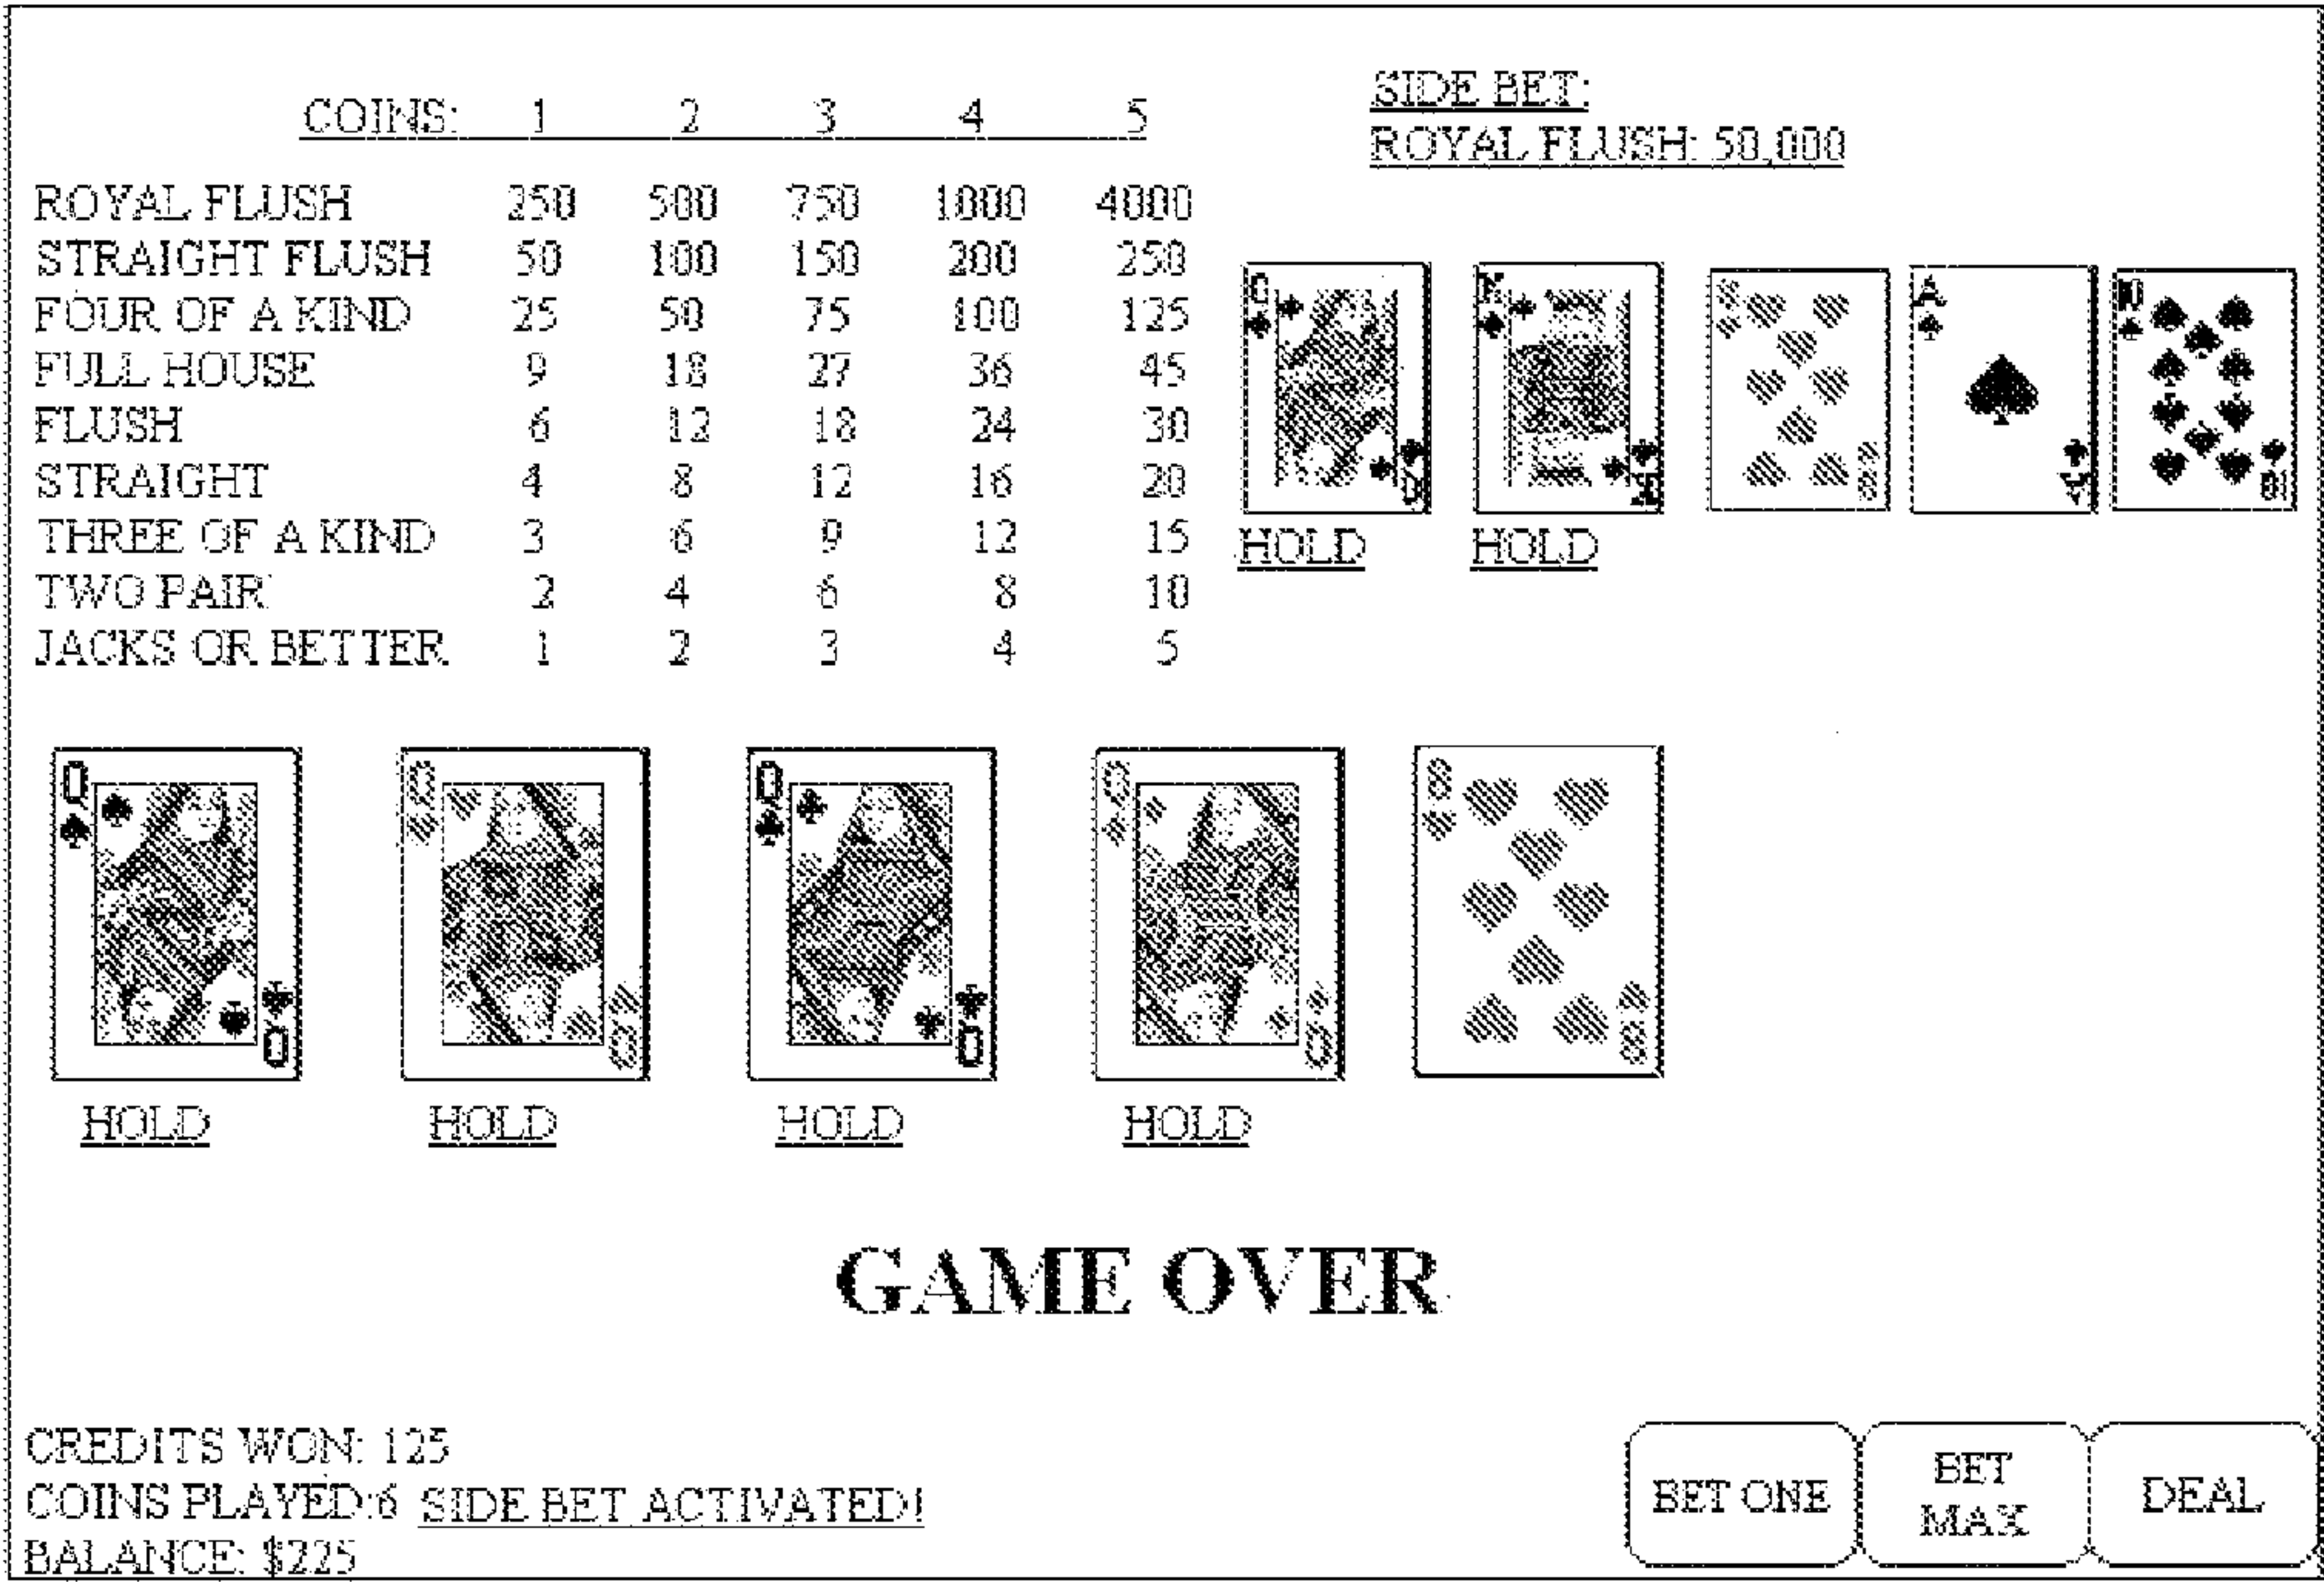 COINS: 1 2 3 4 5
ROYAL FLUSH 250 500 750 1000 4000
STRAIGHT FLUSH 50 100 150 200 250
FOUR OF A KIND 25 50 75 100 125
FULL HOUSE 9 18 27 36 45
FLUSH 6 12 18 24 30
STRAIGHT 4 8 12 16 20
THREE OF A KIND 3 6 9 12 15
TWO PAIR 2 4 6 8 10
JACKS OR BETTER 1 2 3 4 5
SIDE BET:
ROYAL FLUSH: 50,000
Q K A 10
HOLD HOLD
Q Q Q Q 8
HOLD HOLD HOLD HOLD
GAME OVER
CREDITS WON: 125
COINS PLAYED:6 SIDE BET ACTIVATED!
BALANCE: $225
BET ONE
BET
MAX
DEAL